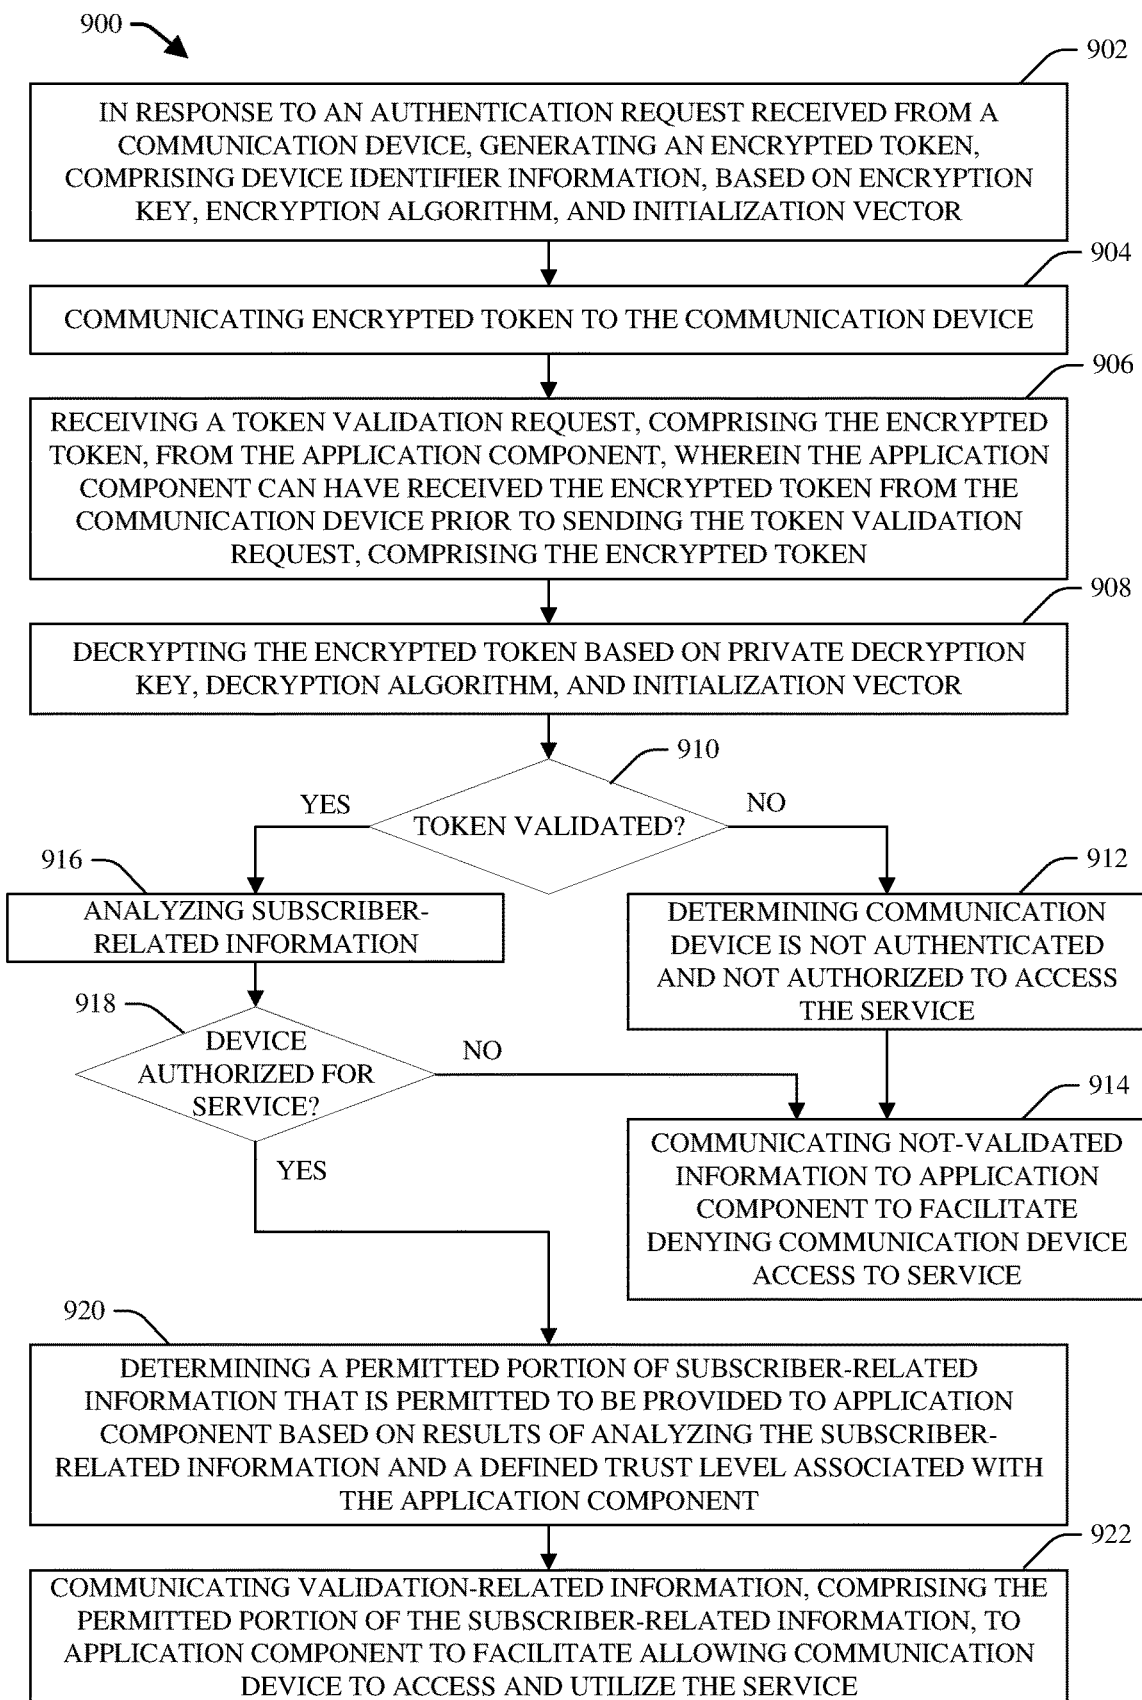 900
902
IN RESPONSE TO AN AUTHENTICATION REQUEST RECEIVED FROM A
COMMUNICATION DEVICE, GENERATING AN ENCRYPTED TOKEN,
COMPRISING DEVICE IDENTIFIER INFORMATION, BASED ON ENCRYPTION
KEY, ENCRYPTION ALGORITHM, AND INITIALIZATION VECTOR
904
COMMUNICATING ENCRYPTED TOKEN TO THE COMMUNICATION DEVICE
906
RECEIVING A TOKEN VALIDATION REQUEST, COMPRISING THE ENCRYPTED
TOKEN, FROM THE APPLICATION COMPONENT, WHEREIN THE APPLICATION
COMPONENT CAN HAVE RECEIVED THE ENCRYPTED TOKEN FROM THE
COMMUNICATION DEVICE PRIOR TO SENDING THE TOKEN VALIDATION
REQUEST, COMPRISING THE ENCRYPTED TOKEN
908
DECRYPTING THE ENCRYPTED TOKEN BASED ON PRIVATE DECRYPTION
KEY, DECRYPTION ALGORITHM, AND INITIALIZATION VECTOR
910
TOKEN VALIDATED?
YES
NO
916
ANALYZING SUBSCRIBER-
RELATED INFORMATION
912
DETERMINING COMMUNICATION
DEVICE IS NOT AUTHENTICATED
AND NOT AUTHORIZED TO ACCESS
THE SERVICE
918
DEVICE
AUTHORIZED FOR
SERVICE?
NO
YES
914
COMMUNICATING NOT-VALIDATED
INFORMATION TO APPLICATION
COMPONENT TO FACILITATE
DENYING COMMUNICATION DEVICE
ACCESS TO SERVICE
920
DETERMINING A PERMITTED PORTION OF SUBSCRIBER-RELATED
INFORMATION THAT IS PERMITTED TO BE PROVIDED TO APPLICATION
COMPONENT BASED ON RESULTS OF ANALYZING THE SUBSCRIBER-
RELATED INFORMATION AND A DEFINED TRUST LEVEL ASSOCIATED WITH
THE APPLICATION COMPONENT
922
COMMUNICATING VALIDATION-RELATED INFORMATION, COMPRISING THE
PERMITTED PORTION OF THE SUBSCRIBER-RELATED INFORMATION, TO
APPLICATION COMPONENT TO FACILITATE ALLOWING COMMUNICATION
DEVICE TO ACCESS AND UTILIZE THE SERVICE